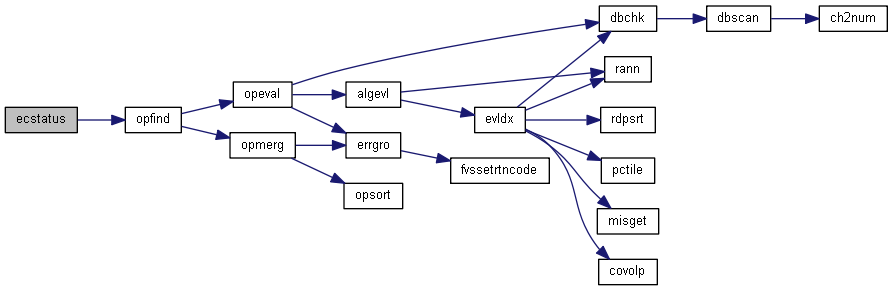 ecstatus
opfind
opeval
opmerg
algevl
errgro
opsort
evldx
fvssetrtncode
dbchk
rann
rdpsrt
pctile
misget
covolp
dbscan
ch2num